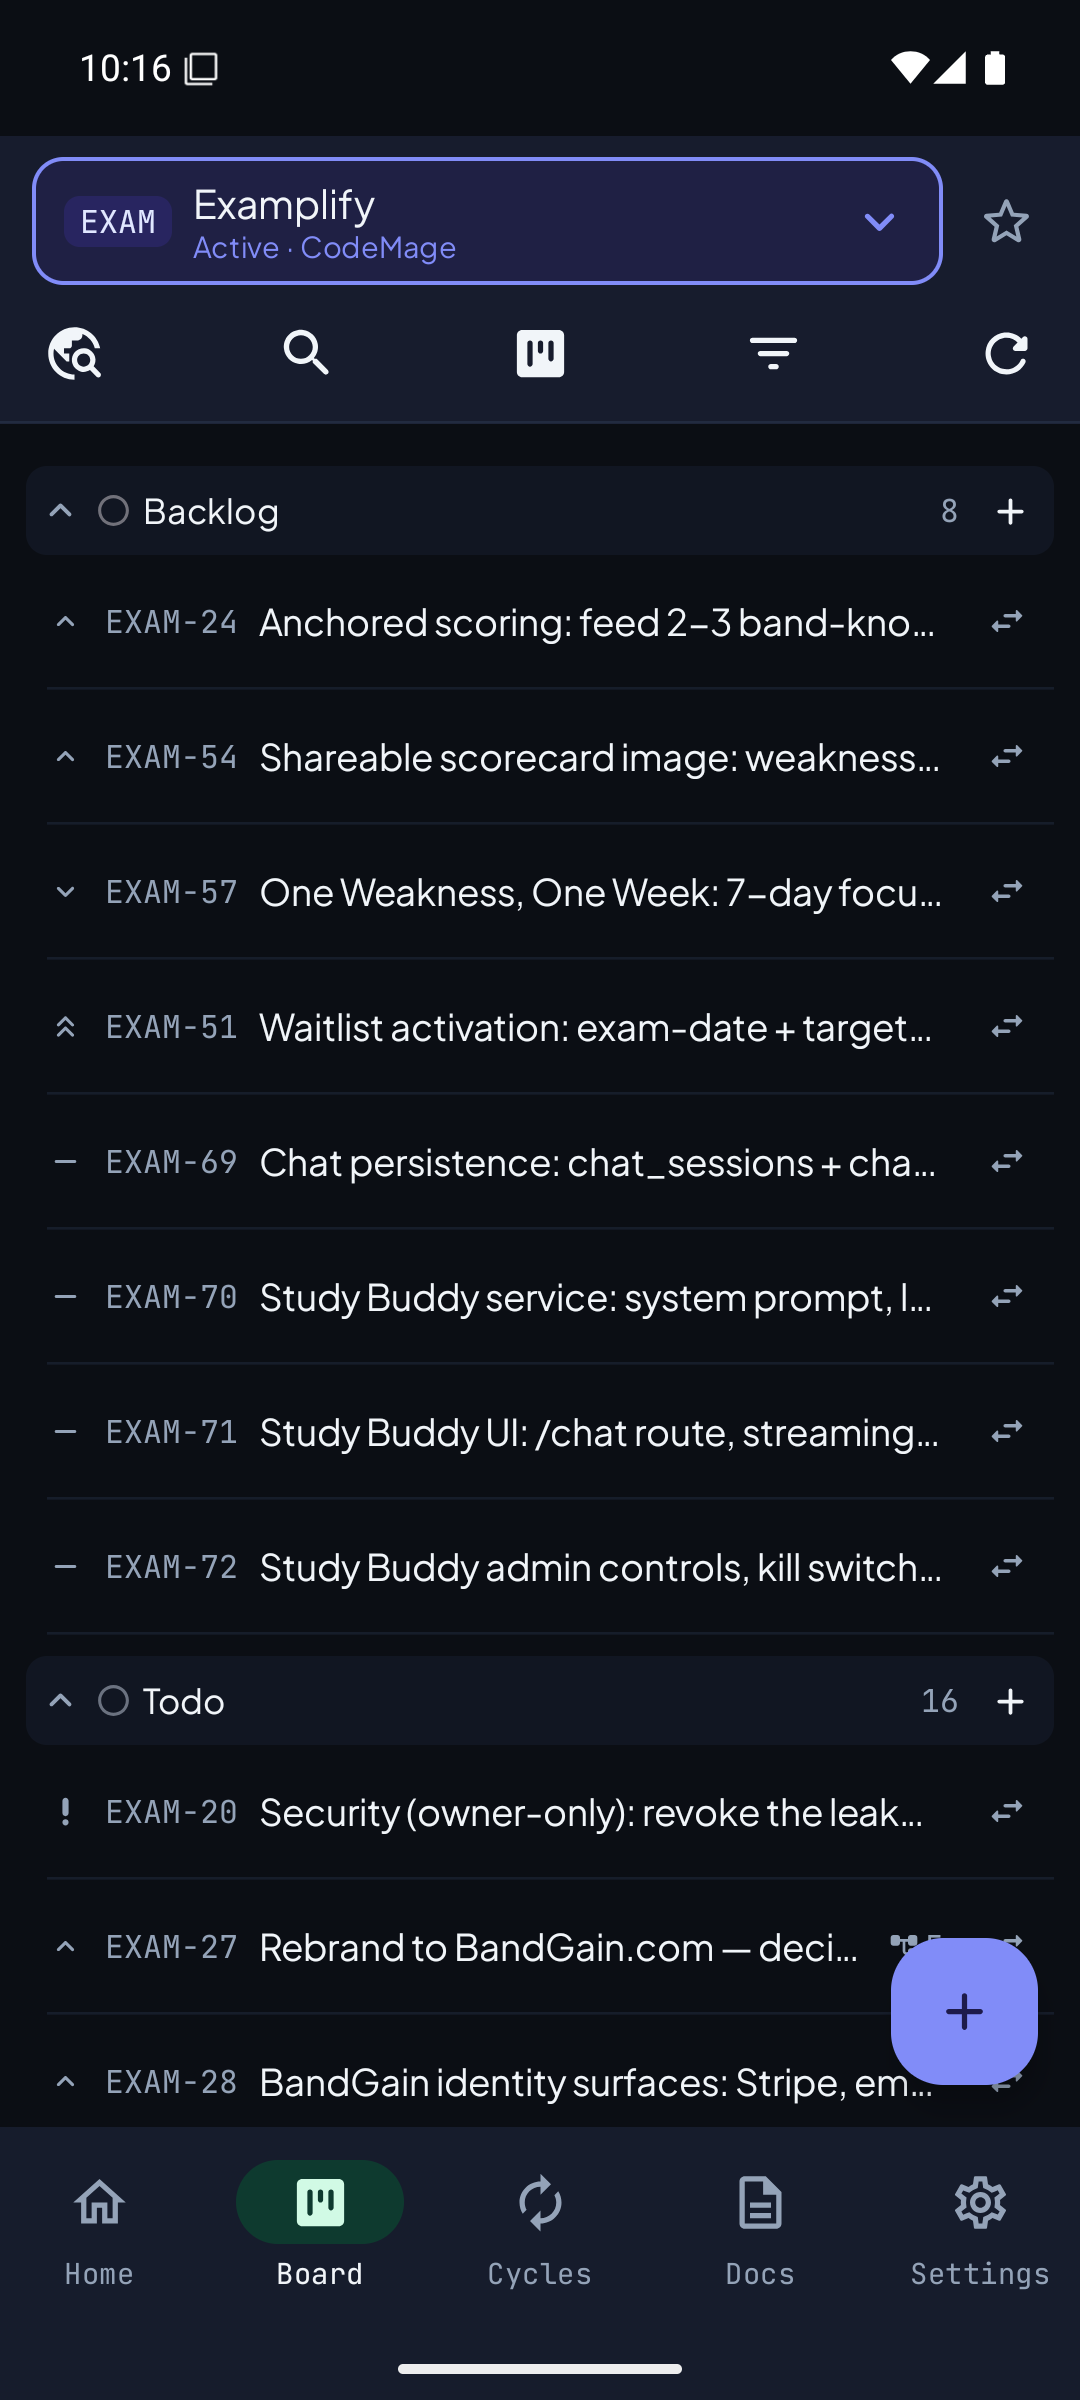 10:16
EXAM
Examplify
Active · CodeMage
Backlog
8
EXAM-24 Anchored scoring: feed 2–3 band-kno...
EXAM-54 Shareable scorecard image: weakness...
EXAM-57 One Weakness, One Week: 7-day focu...
EXAM-51 Waitlist activation: exam-date + target...
EXAM-69 Chat persistence: chat_sessions + cha...
EXAM-70 Study Buddy service: system prompt, l...
EXAM-71 Study Buddy UI: /chat route, streaming...
EXAM-72 Study Buddy admin controls, kill switch...
Todo
16
EXAM-20 Security (owner-only): revoke the leak...
EXAM-27 Rebrand to BandGain.com — deci...
EXAM-28 BandGain identity surfaces: Stripe, em...
Home
Board
Cycles
Docs
Settings